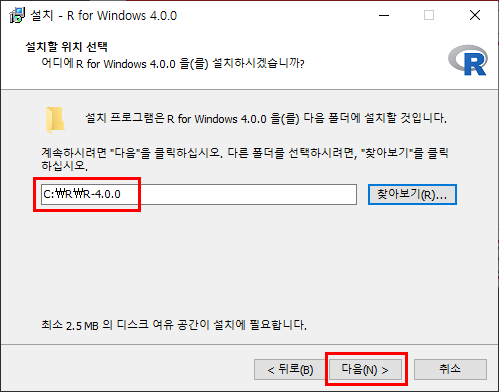 설치 - R for Windows 4.0.0
설치할 위치 선택
어디에 R for Windows 4.0.0 을(를) 설치하시겠습니까?
R
설치 프로그램은 R for Windows 4.0.0 을(를) 다음 폴더에 설치할 것입니다.
계속하시려면 "다음"을 클릭하십시오. 다른 폴더를 선택하시려면, "찾아보기"를 클릭
하십시오.
C:₩R₩R-4.0.0
찾아보기(R)...
최소 2.5 MB 의 디스크 여유 공간이 설치에 필요합니다.
< 뒤로(B)
다음(N) >
취소